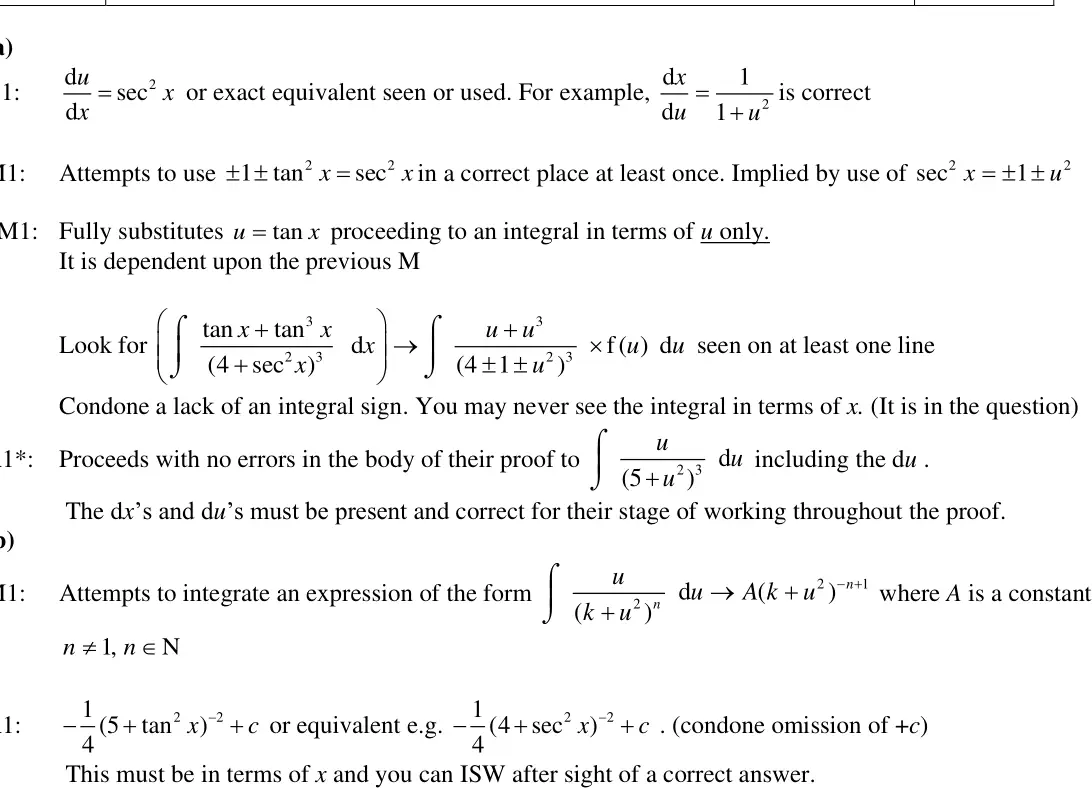 a)
1: du/dx = sec² x or exact equivalent seen or used. For example, dx/du = 1/(1 + u²) is correct
M1: Attempts to use ±1 ± tan² x = sec² x in a correct place at least once. Implied by use of sec² x = ±1 ± u²
M1: Fully substitutes u = tan x proceeding to an integral in terms of u only.
It is dependent upon the previous M
Look for (∫ (tan x + tan³ x)/(4 + sec² x)³ dx) → ∫ (u + u³)/(4 ± 1 ± u²)³ × f(u) du seen on at least one line
Condone a lack of an integral sign. You may never see the integral in terms of x. (It is in the question)
1*: Proceeds with no errors in the body of their proof to ∫ u/(5 + u²)³ du including the du .
The dx’s and du’s must be present and correct for their stage of working throughout the proof.
b)
M1: Attempts to integrate an expression of the form ∫ u/(k + u²)ⁿ du → A(k + u²)⁻ⁿ⁺¹ where A is a constant
n ≠ 1, n ∈ N
1: −1/4 (5 + tan² x)⁻² + c or equivalent e.g. −1/4 (4 + sec² x)⁻² + c . (condone omission of +c)
This must be in terms of x and you can ISW after sight of a correct answer.